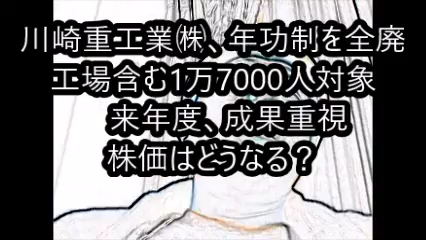 川崎重工業㈱、年功制を全廃
工場含む1万7000人対象
来年度、成果重視
株価はどうなる？